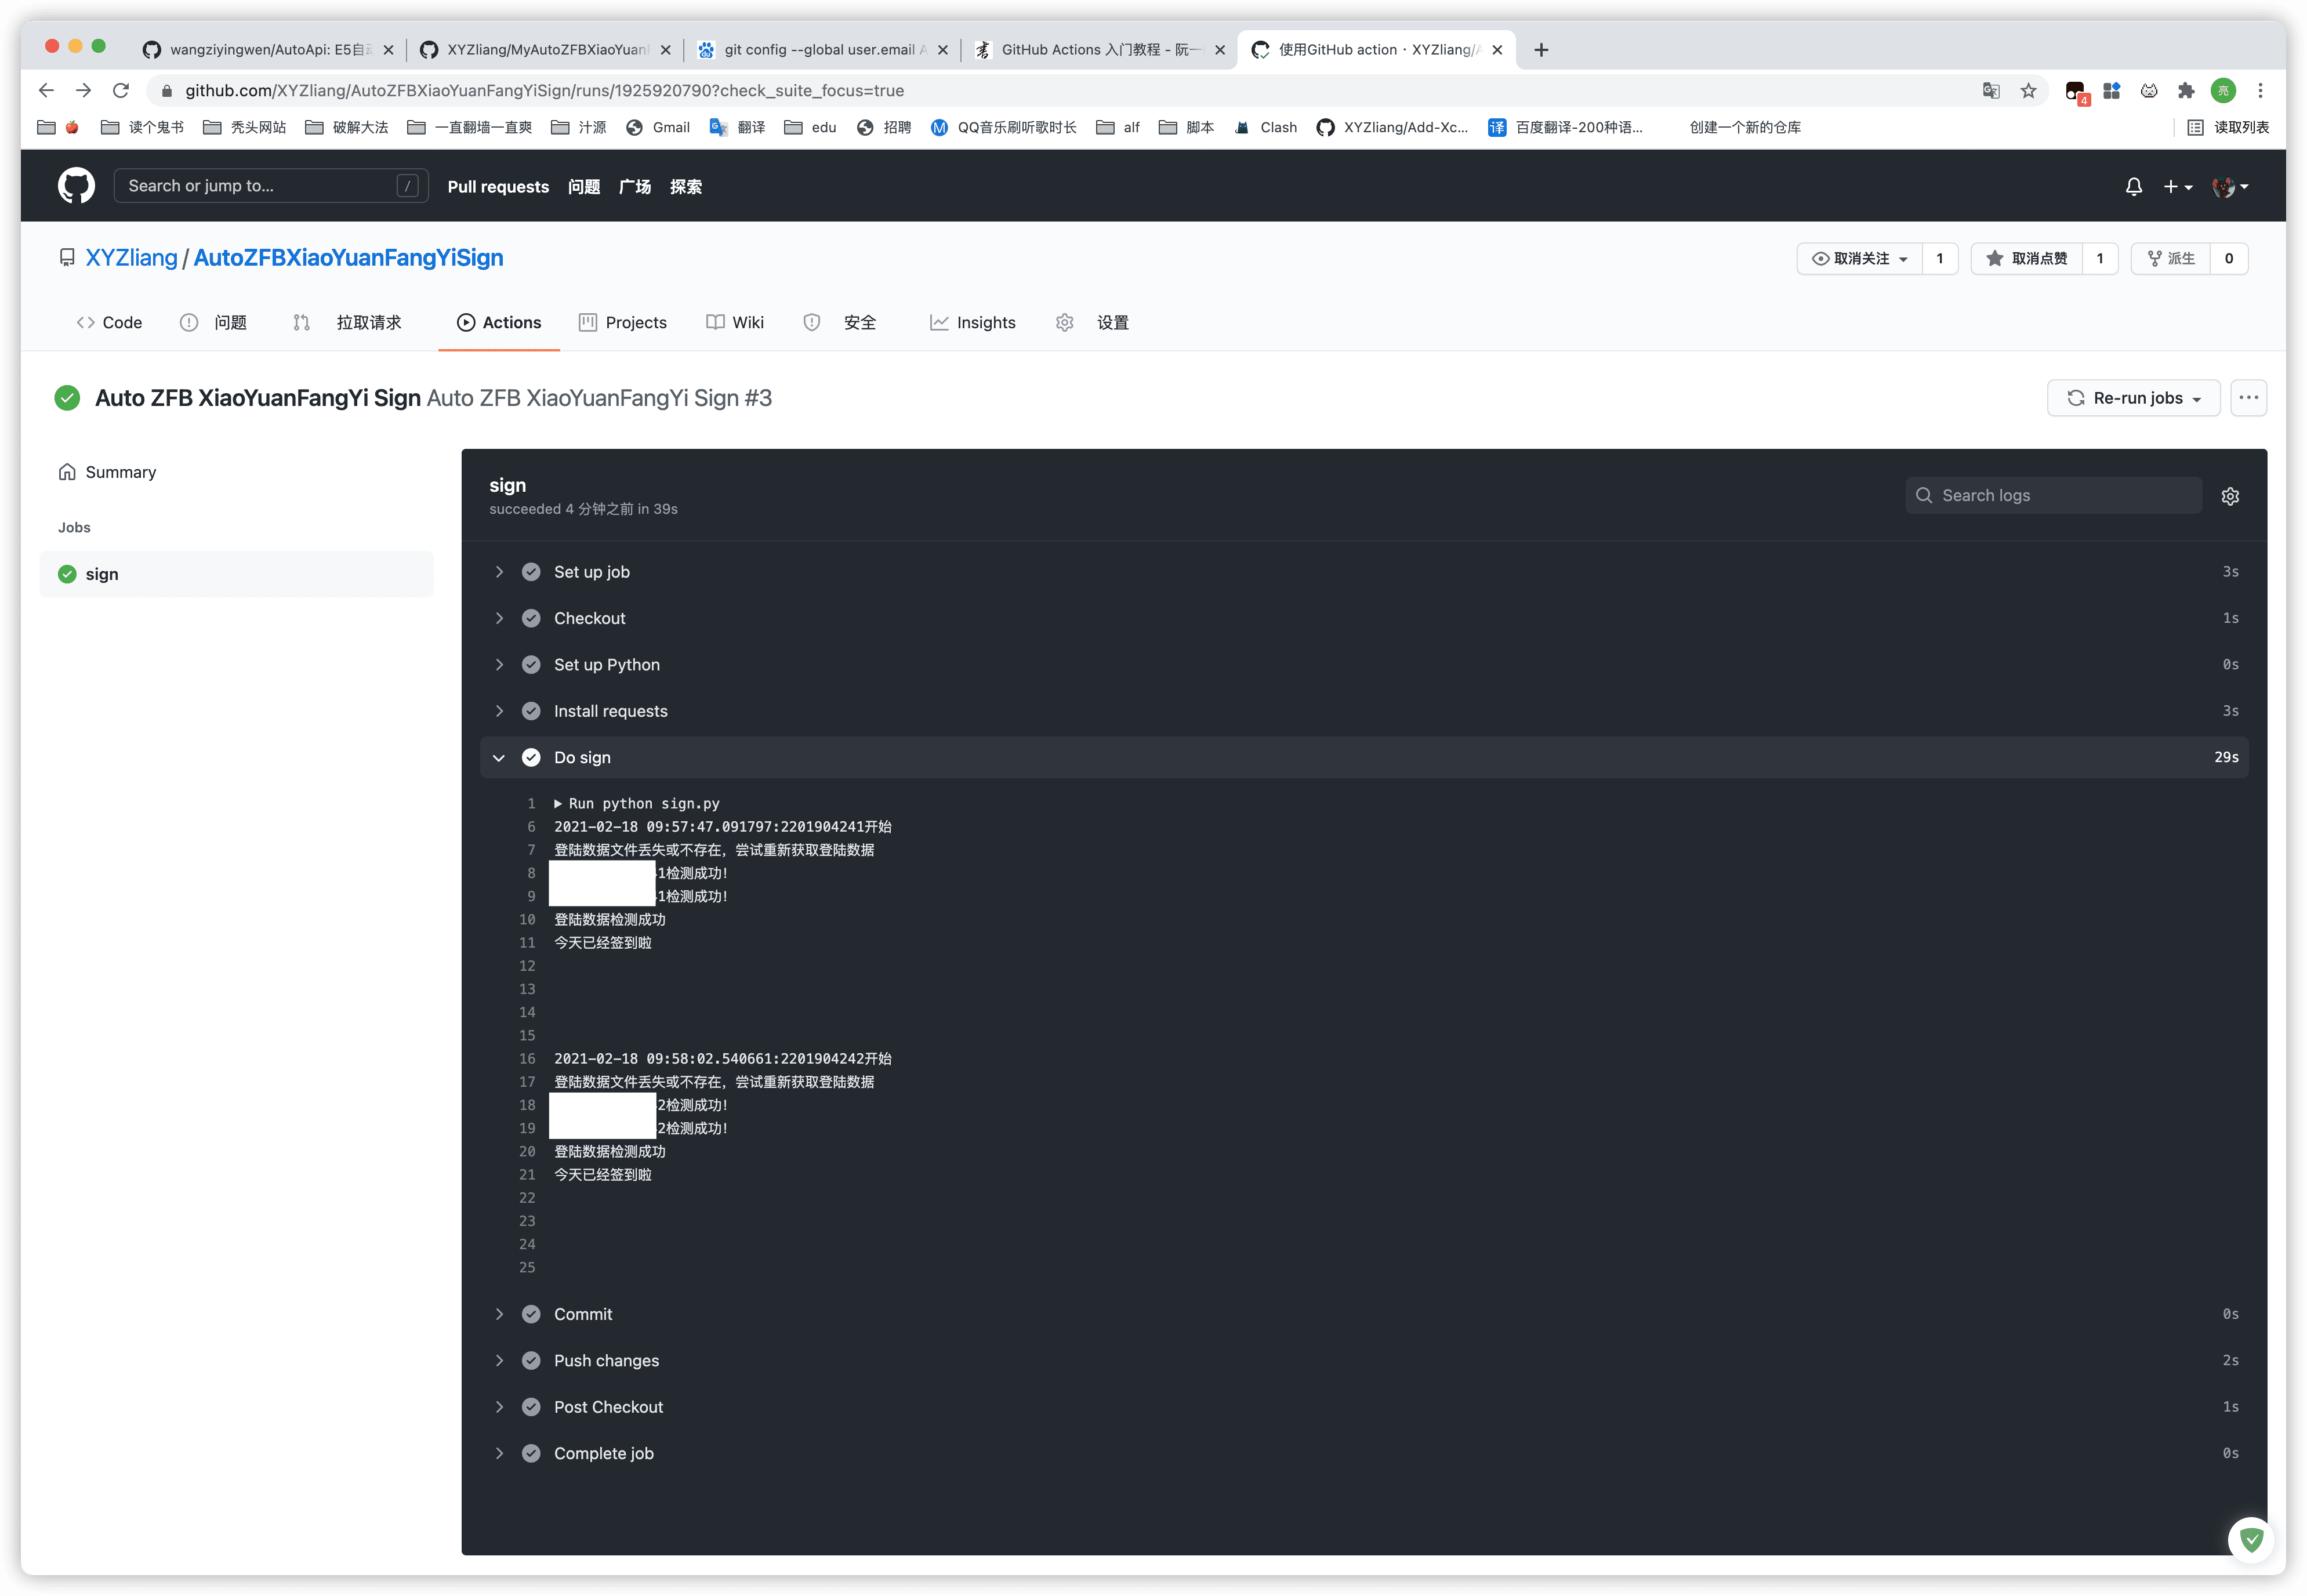 wangziyingwen/AutoApi: E5自
XYZliang/MyAutoZFBXiaoYuan
git config --global user.email
GitHub Actions 入门教程 - 阮一
使用GitHub action · XYZliang/
github.com/XYZliang/AutoZFBXiaoYuanFangYiSign/runs/1925920790?check_suite_focus=true
4
亮
读个鬼书
秃头网站
破解大法
一直翻墙一直爽
汁源
Gmail
翻译
edu
招聘
QQ音乐刷听歌时长
alf
脚本
Clash
XYZliang/Add-Xc...
译 百度翻译-200种语...
创建一个新的仓库
读取列表
Search or jump to... /
Pull requests 问题 广场 探索
XYZliang / AutoZFBXiaoYuanFangYiSign
取消关注 1
取消点赞 1
派生 0
Code 问题 拉取请求 Actions Projects Wiki 安全 Insights 设置
Auto ZFB XiaoYuanFangYi Sign Auto ZFB XiaoYuanFangYi Sign #3
Re-run jobs
Summary
Jobs
sign
sign
succeeded 4 分钟之前 in 39s
Search logs
Set up job 3s
Checkout 1s
Set up Python 0s
Install requests 3s
Do sign 29s
1 Run python sign.py
6 2021-02-18 09:57:47.091797:2201904241开始
7 登陆数据文件丢失或不存在，尝试重新获取登陆数据
8 1检测成功!
9 1检测成功!
10 登陆数据检测成功
11 今天已经签到啦
12
13
14
15
16 2021-02-18 09:58:02.540661:2201904242开始
17 登陆数据文件丢失或不存在，尝试重新获取登陆数据
18 2检测成功!
19 2检测成功!
20 登陆数据检测成功
21 今天已经签到啦
22
23
24
25
Commit 0s
Push changes 2s
Post Checkout 1s
Complete job 0s